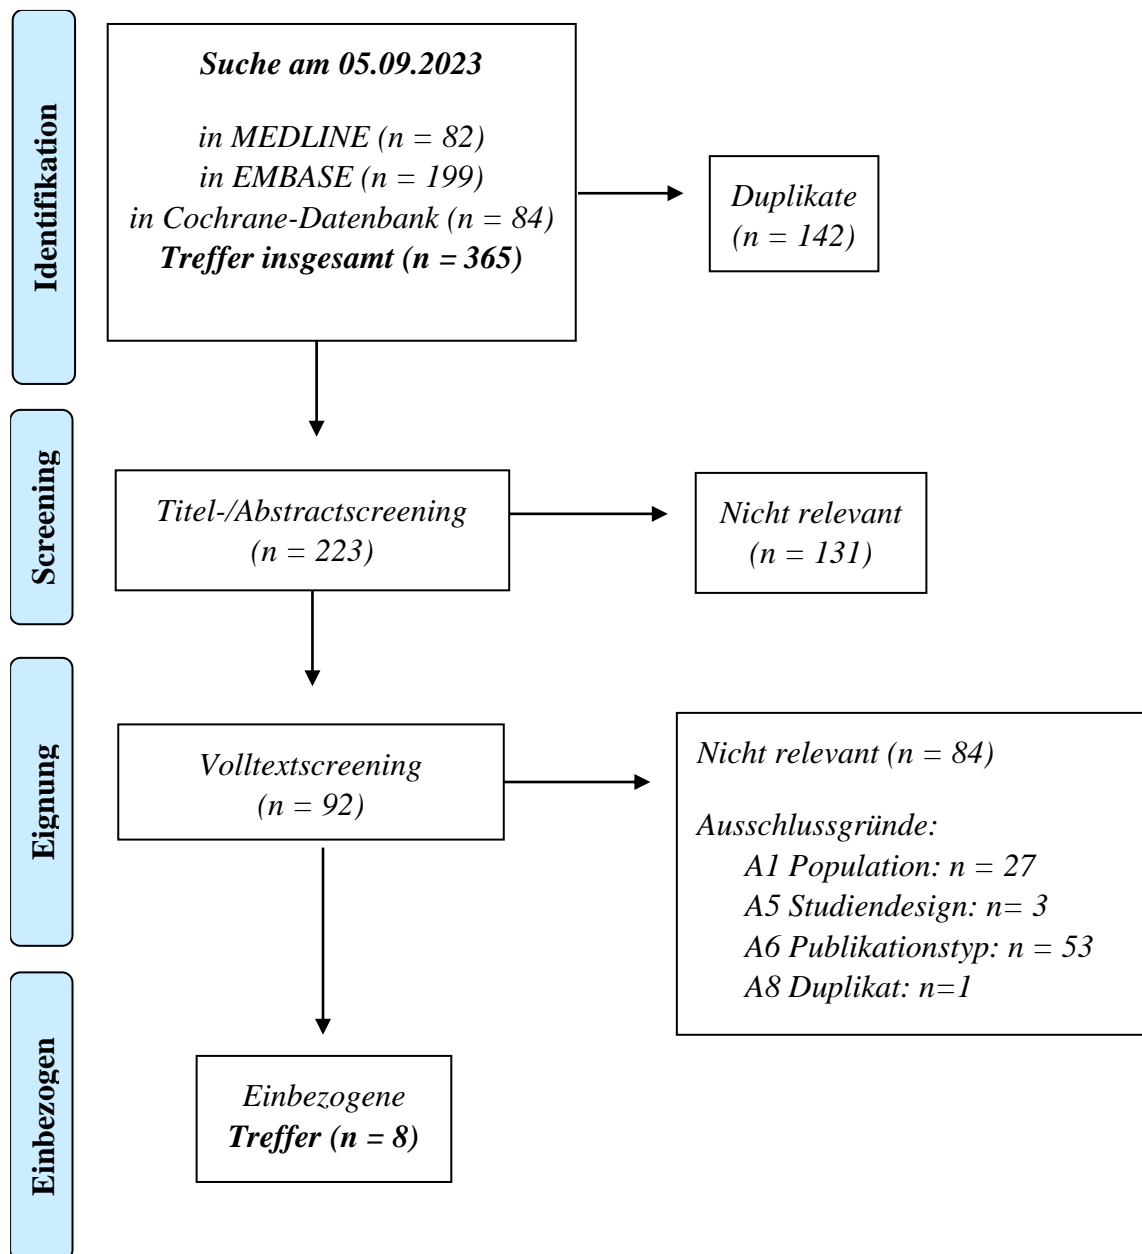 Identifikation
Suche am 05.09.2023
in MEDLINE (n = 82)
in EMBASE (n = 199)
in Cochrane-Datenbank (n = 84)
Treffer insgesamt (n = 365)
Duplikate
(n = 142)
Screening
Titel-/Abstractscreening
(n = 223)
Nicht relevant
(n = 131)
Eignung
Volltextscreening
(n = 92)
Nicht relevant (n = 84)
Ausschlussgründe:
A1 Population: n = 27
A5 Studiendesign: n= 3
A6 Publikationstyp: n = 53
A8 Duplikat: n=1
Einbezogen
Einbezogene
Treffer (n = 8)